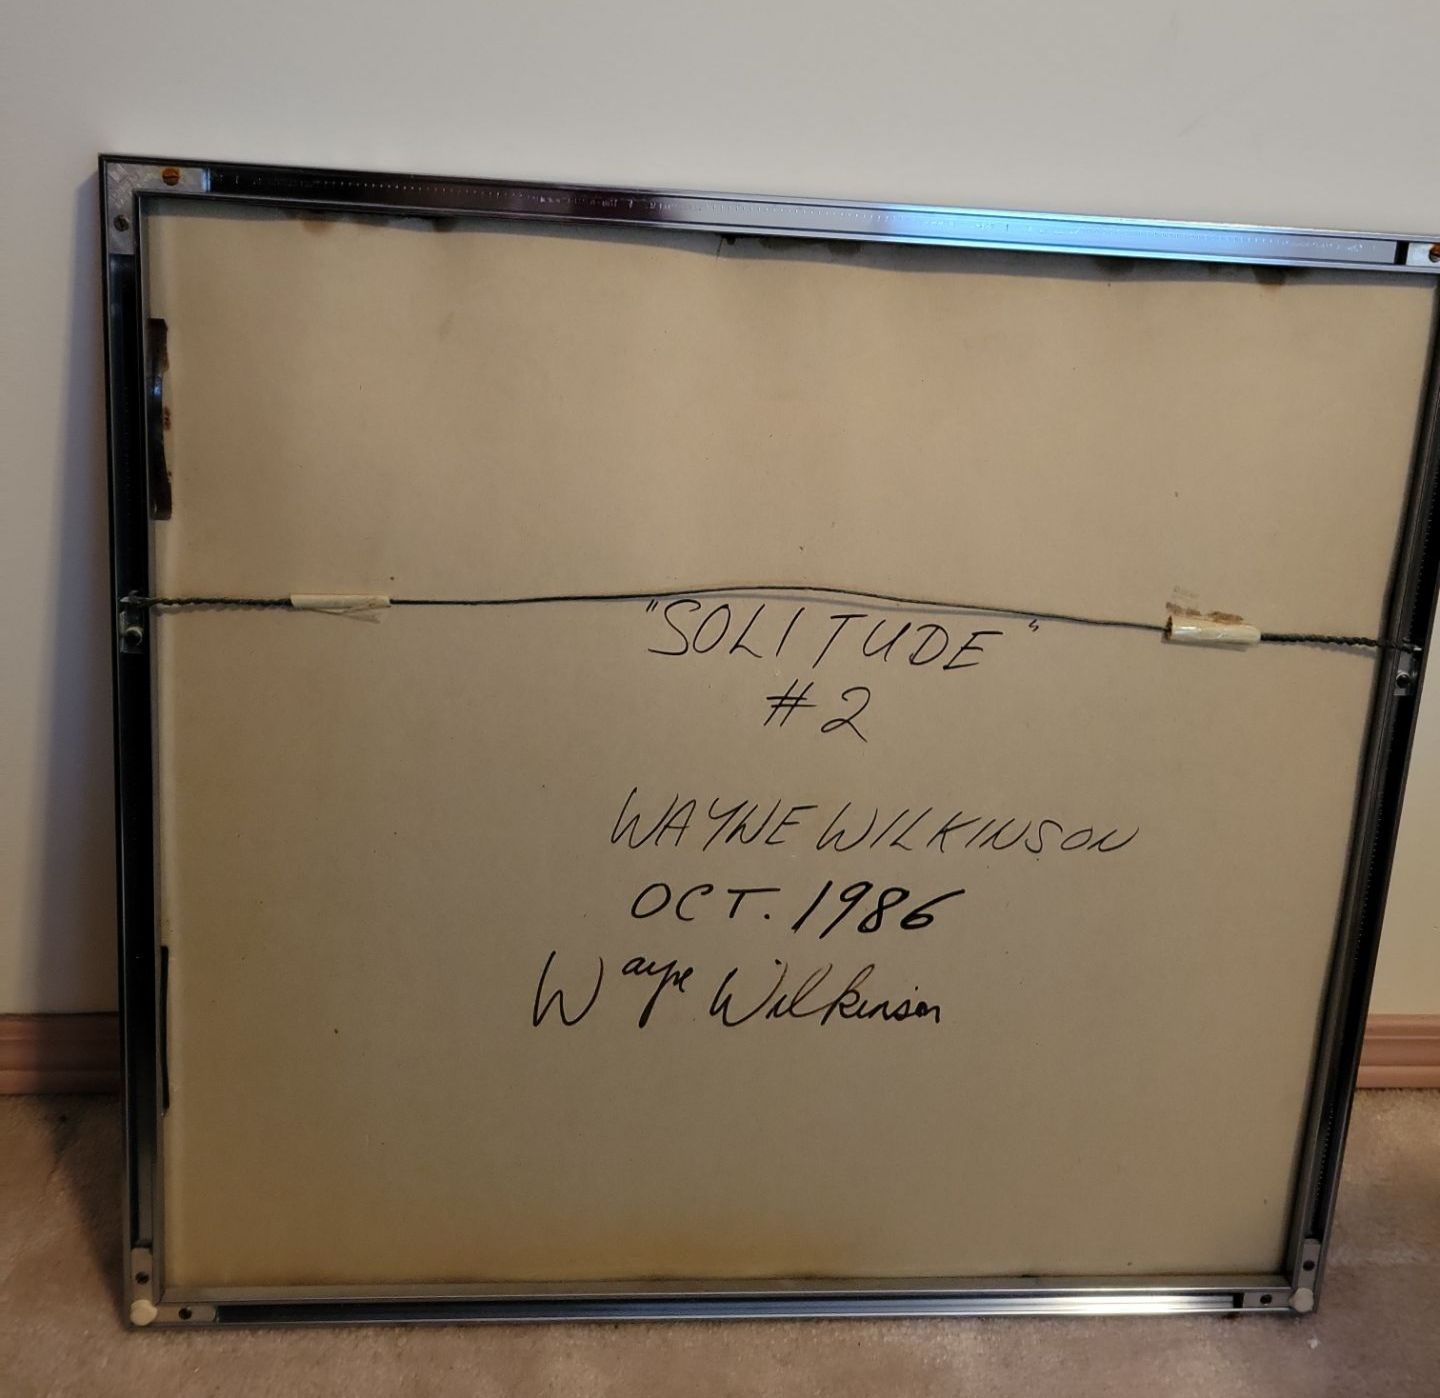 "SOLITUDE"
#2
WAYNE WILKINSON
OCT. 1986
Wayne Wilkinson